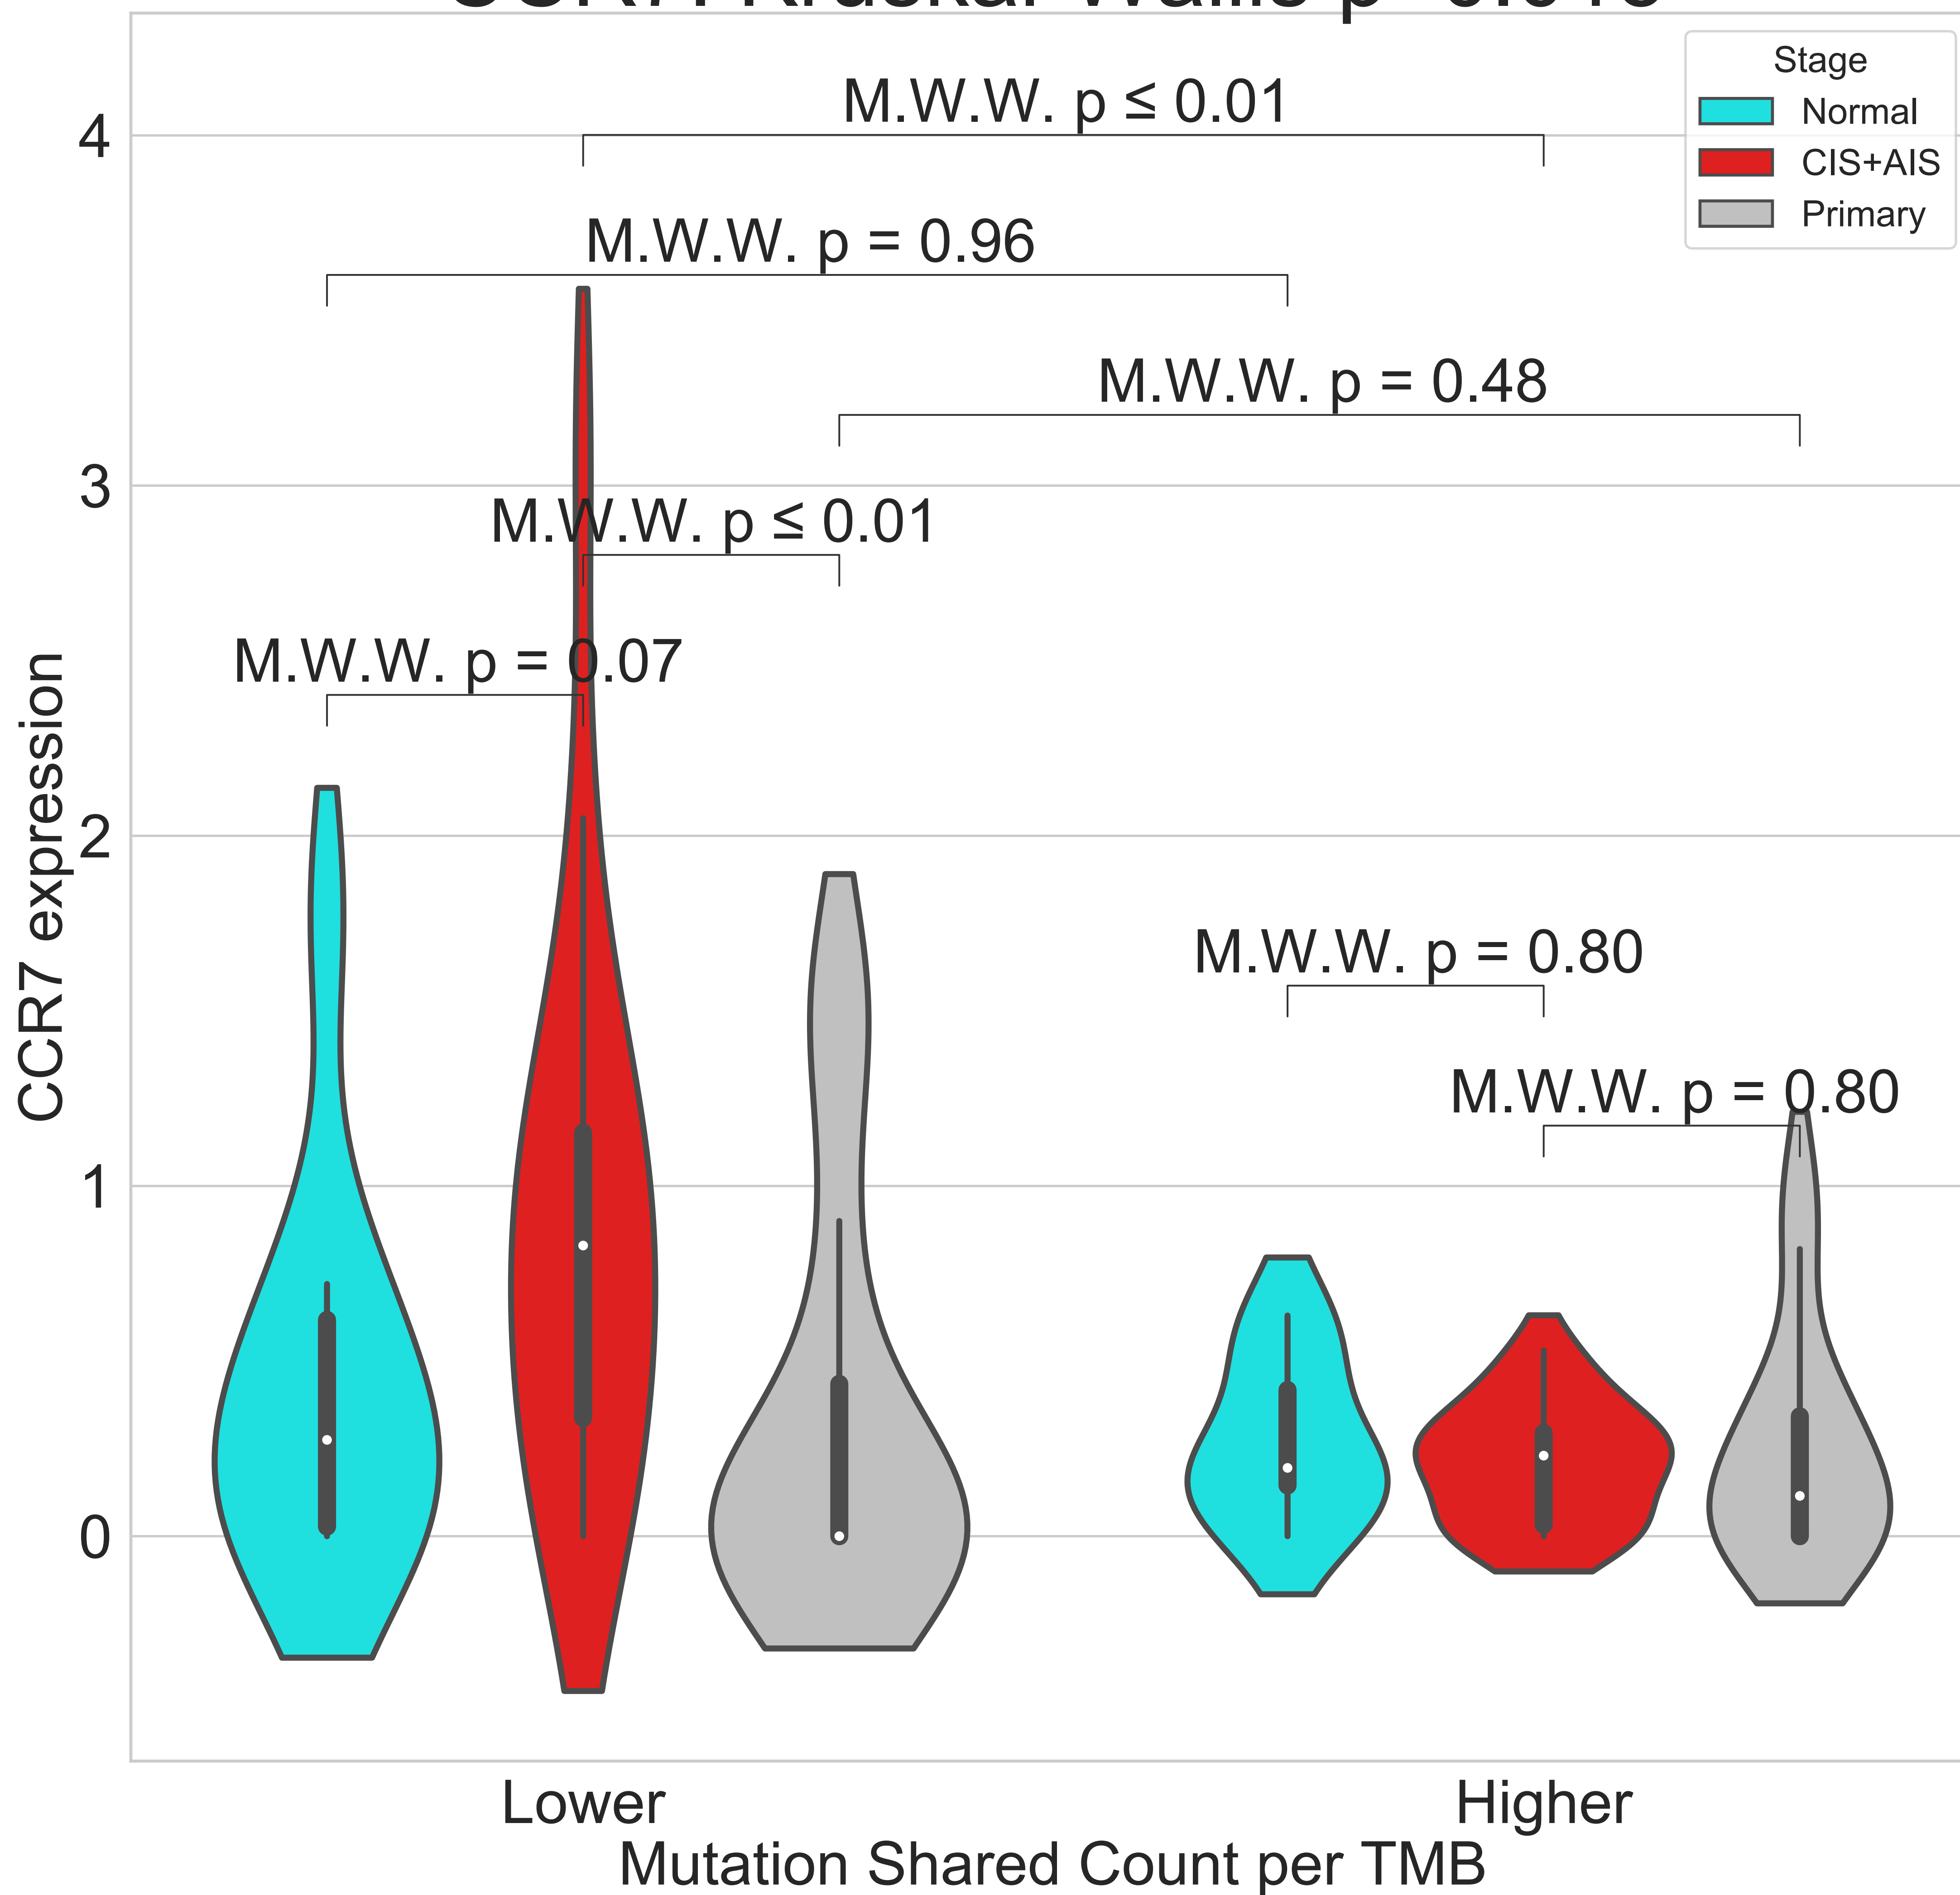 Stage
Normal
CIS+AIS
Primary
M.W.W. p ≤ 0.01
M.W.W. p = 0.96
M.W.W. p = 0.48
M.W.W. p ≤ 0.01
M.W.W. p = 0.07
M.W.W. p = 0.80
M.W.W. p = 0.80
4
3
2
1
0
CCR7 expression
Lower
Higher
Mutation Shared Count per TMB